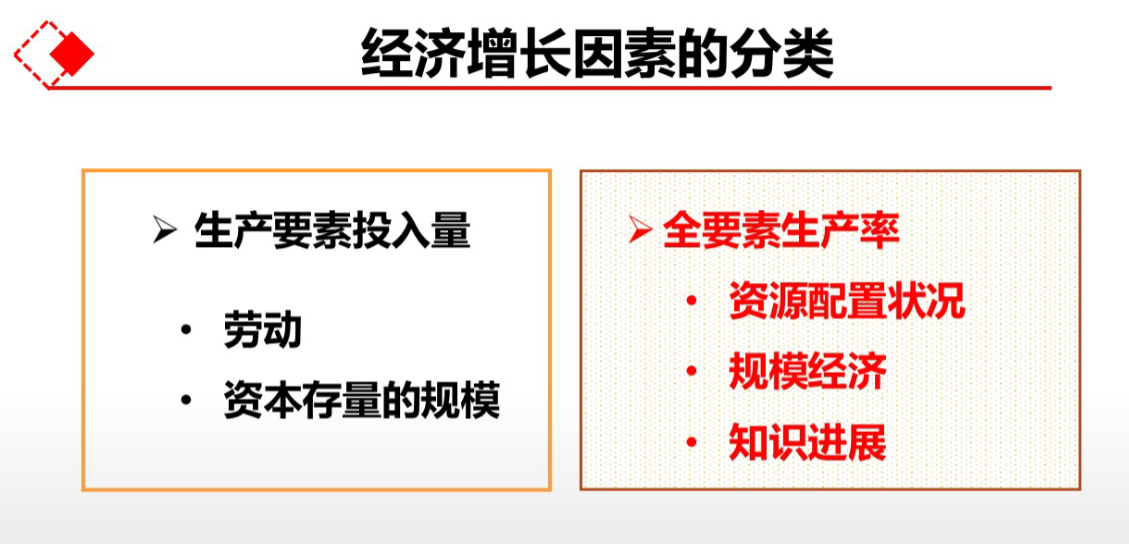 经济增长因素的分类
➢ 生产要素投入量
• 劳动
• 资本存量的规模
➢ 全要素生产率
• 资源配置状况
• 规模经济
• 知识进展